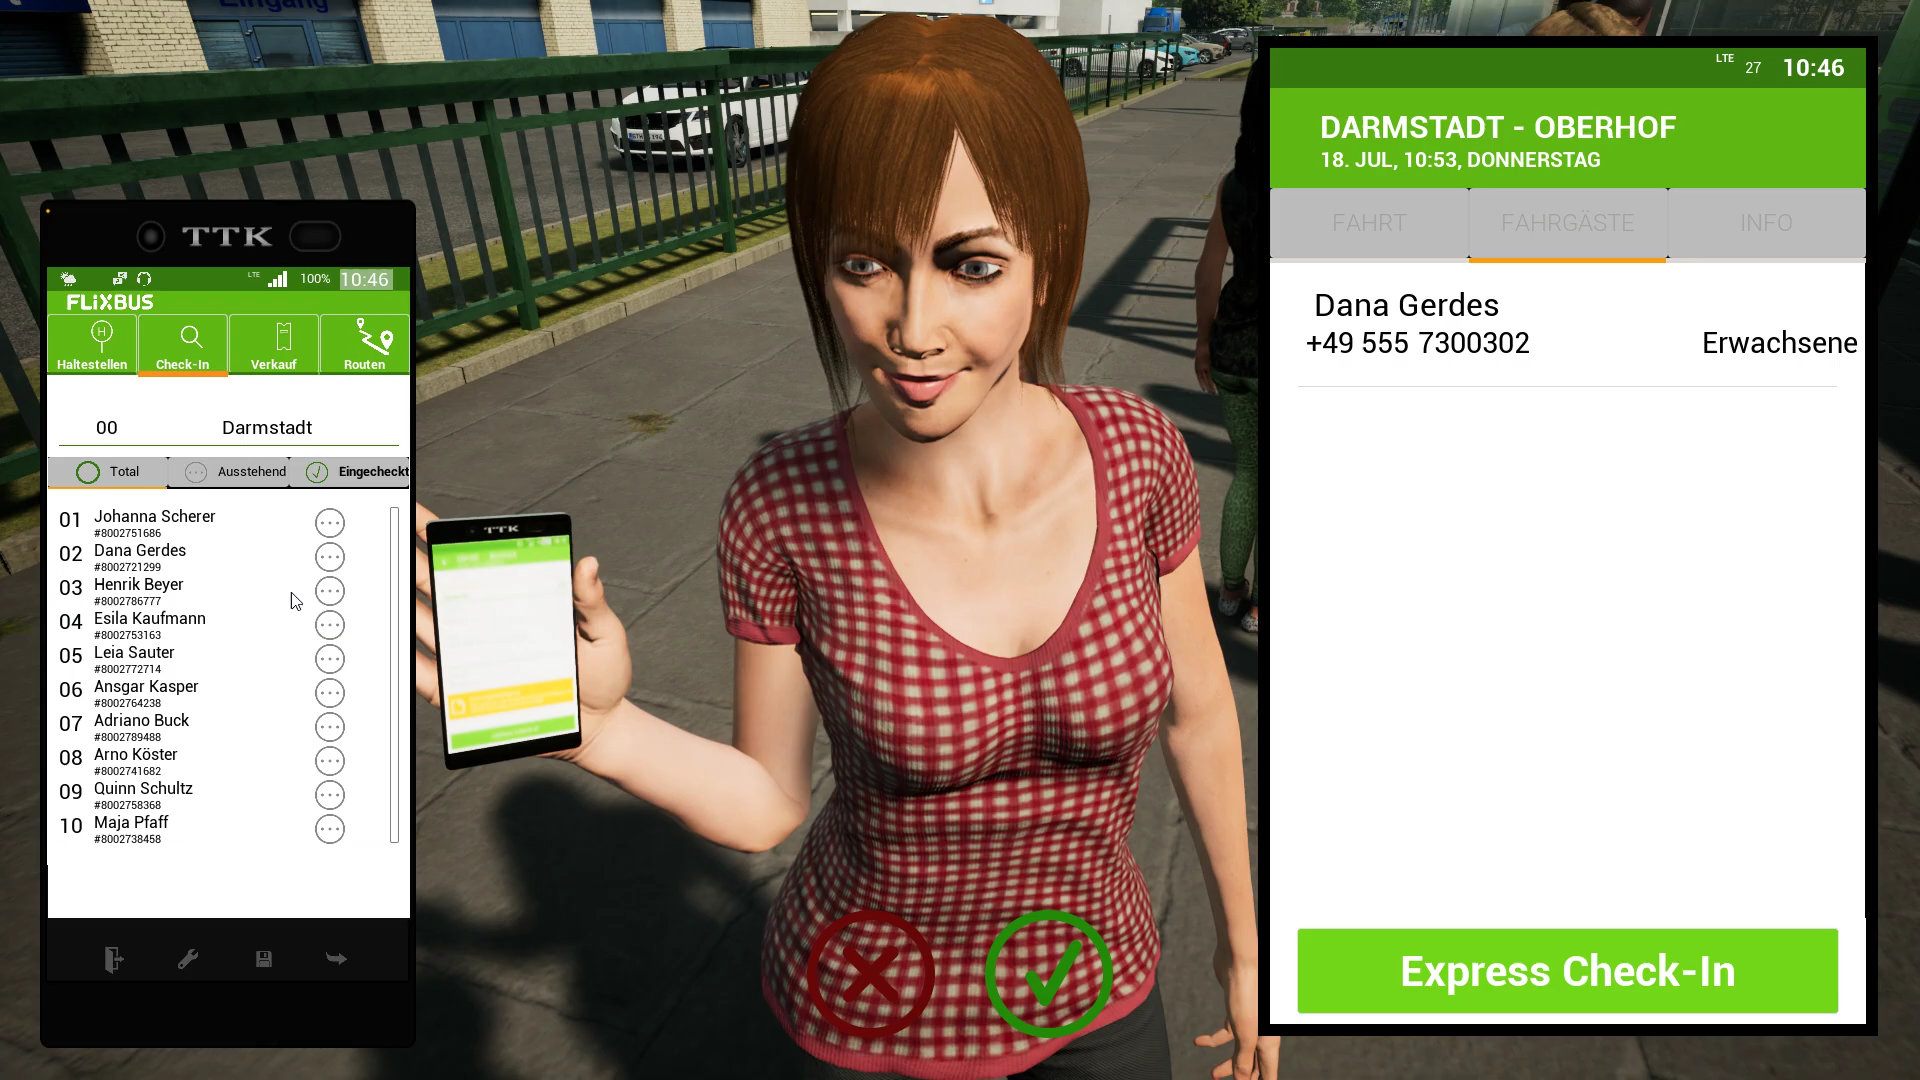 Eingang
TTK
LTE
100%
10:46
FLiXBUS
H
Haltestellen
Check-In
Verkauf
Routen
00
Darmstadt
Total
Ausstehend
Eingecheckt
01
Johanna Scherer
#8002751686
02
Dana Gerdes
#8002721299
03
Henrik Beyer
#8002786777
04
Esila Kaufmann
#8002753163
05
Leia Sauter
#8002772714
06
Ansgar Kasper
#8002764238
07
Adriano Buck
#8002789488
08
Arno Köster
#8002741682
09
Quinn Schultz
#8002758368
10
Maja Pfaff
#8002738458
TTK
LTE
27
10:46
DARMSTADT - OBERHOF
18. JUL, 10:53, DONNERSTAG
FAHRT
FAHRGÄSTE
INFO
Dana Gerdes
+49 555 7300302
Erwachsene
Express Check-In